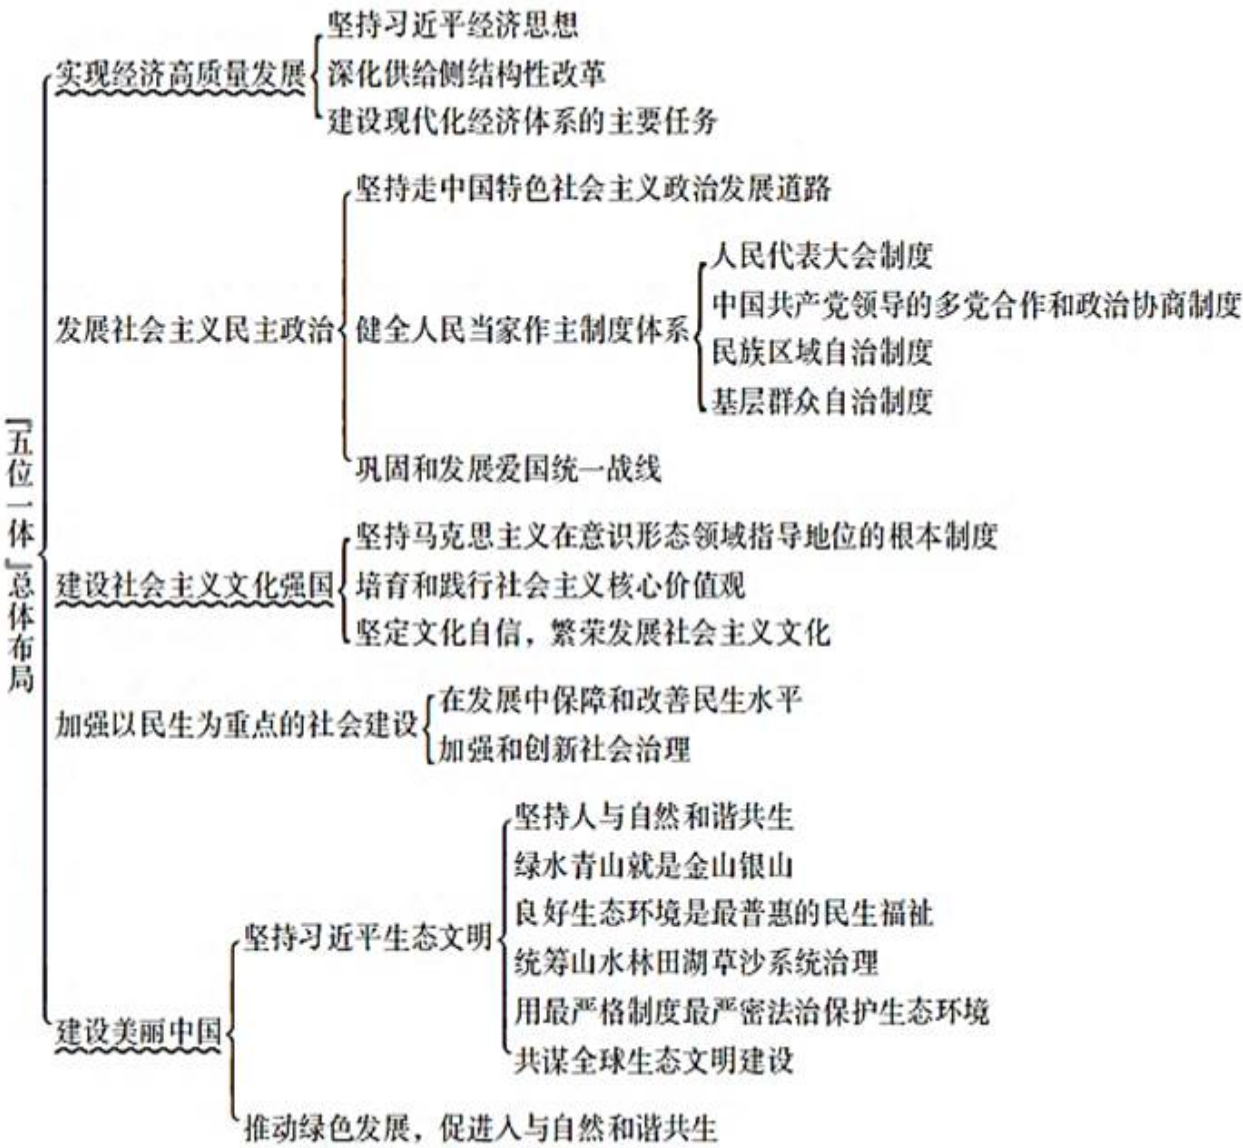 『五位一体』总体布局
实现经济高质量发展
坚持习近平经济思想
深化供给侧结构性改革
建设现代化经济体系的主要任务
发展社会主义民主政治
坚持走中国特色社会主义政治发展道路
健全人民当家作主制度体系
人民代表大会制度
中国共产党领导的多党合作和政治协商制度
民族区域自治制度
基层群众自治制度
巩固和发展爱国统一战线
建设社会主义文化强国
坚持马克思主义在意识形态领域指导地位的根本制度
培育和践行社会主义核心价值观
坚定文化自信，繁荣发展社会主义文化
加强以民生为重点的社会建设
在发展中保障和改善民生水平
加强和创新社会治理
建设美丽中国
坚持习近平生态文明
坚持人与自然和谐共生
绿水青山就是金山银山
良好生态环境是最普惠的民生福祉
统筹山水林田湖草沙系统治理
用最严格制度最严密法治保护生态环境
共谋全球生态文明建设
推动绿色发展，促进人与自然和谐共生